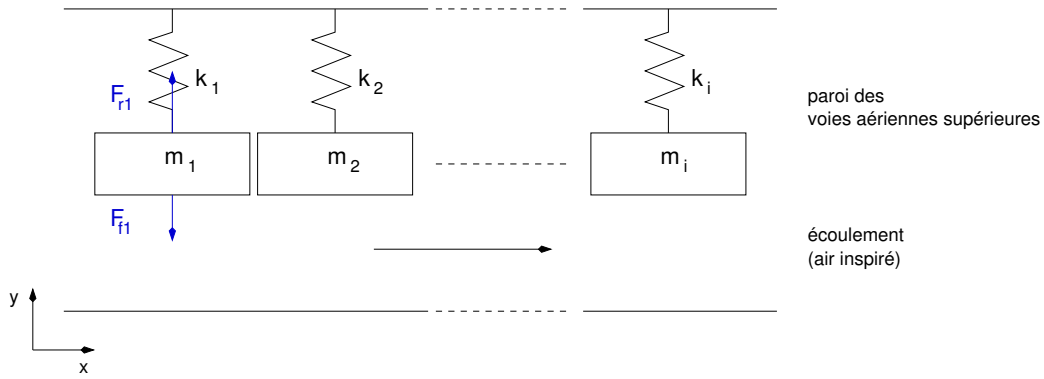 k 1
k 2
k i
F r1
paroi des
voies aériennes supérieures
m 1
m 2
m i
F f1
écoulement
(air inspiré)
y
x